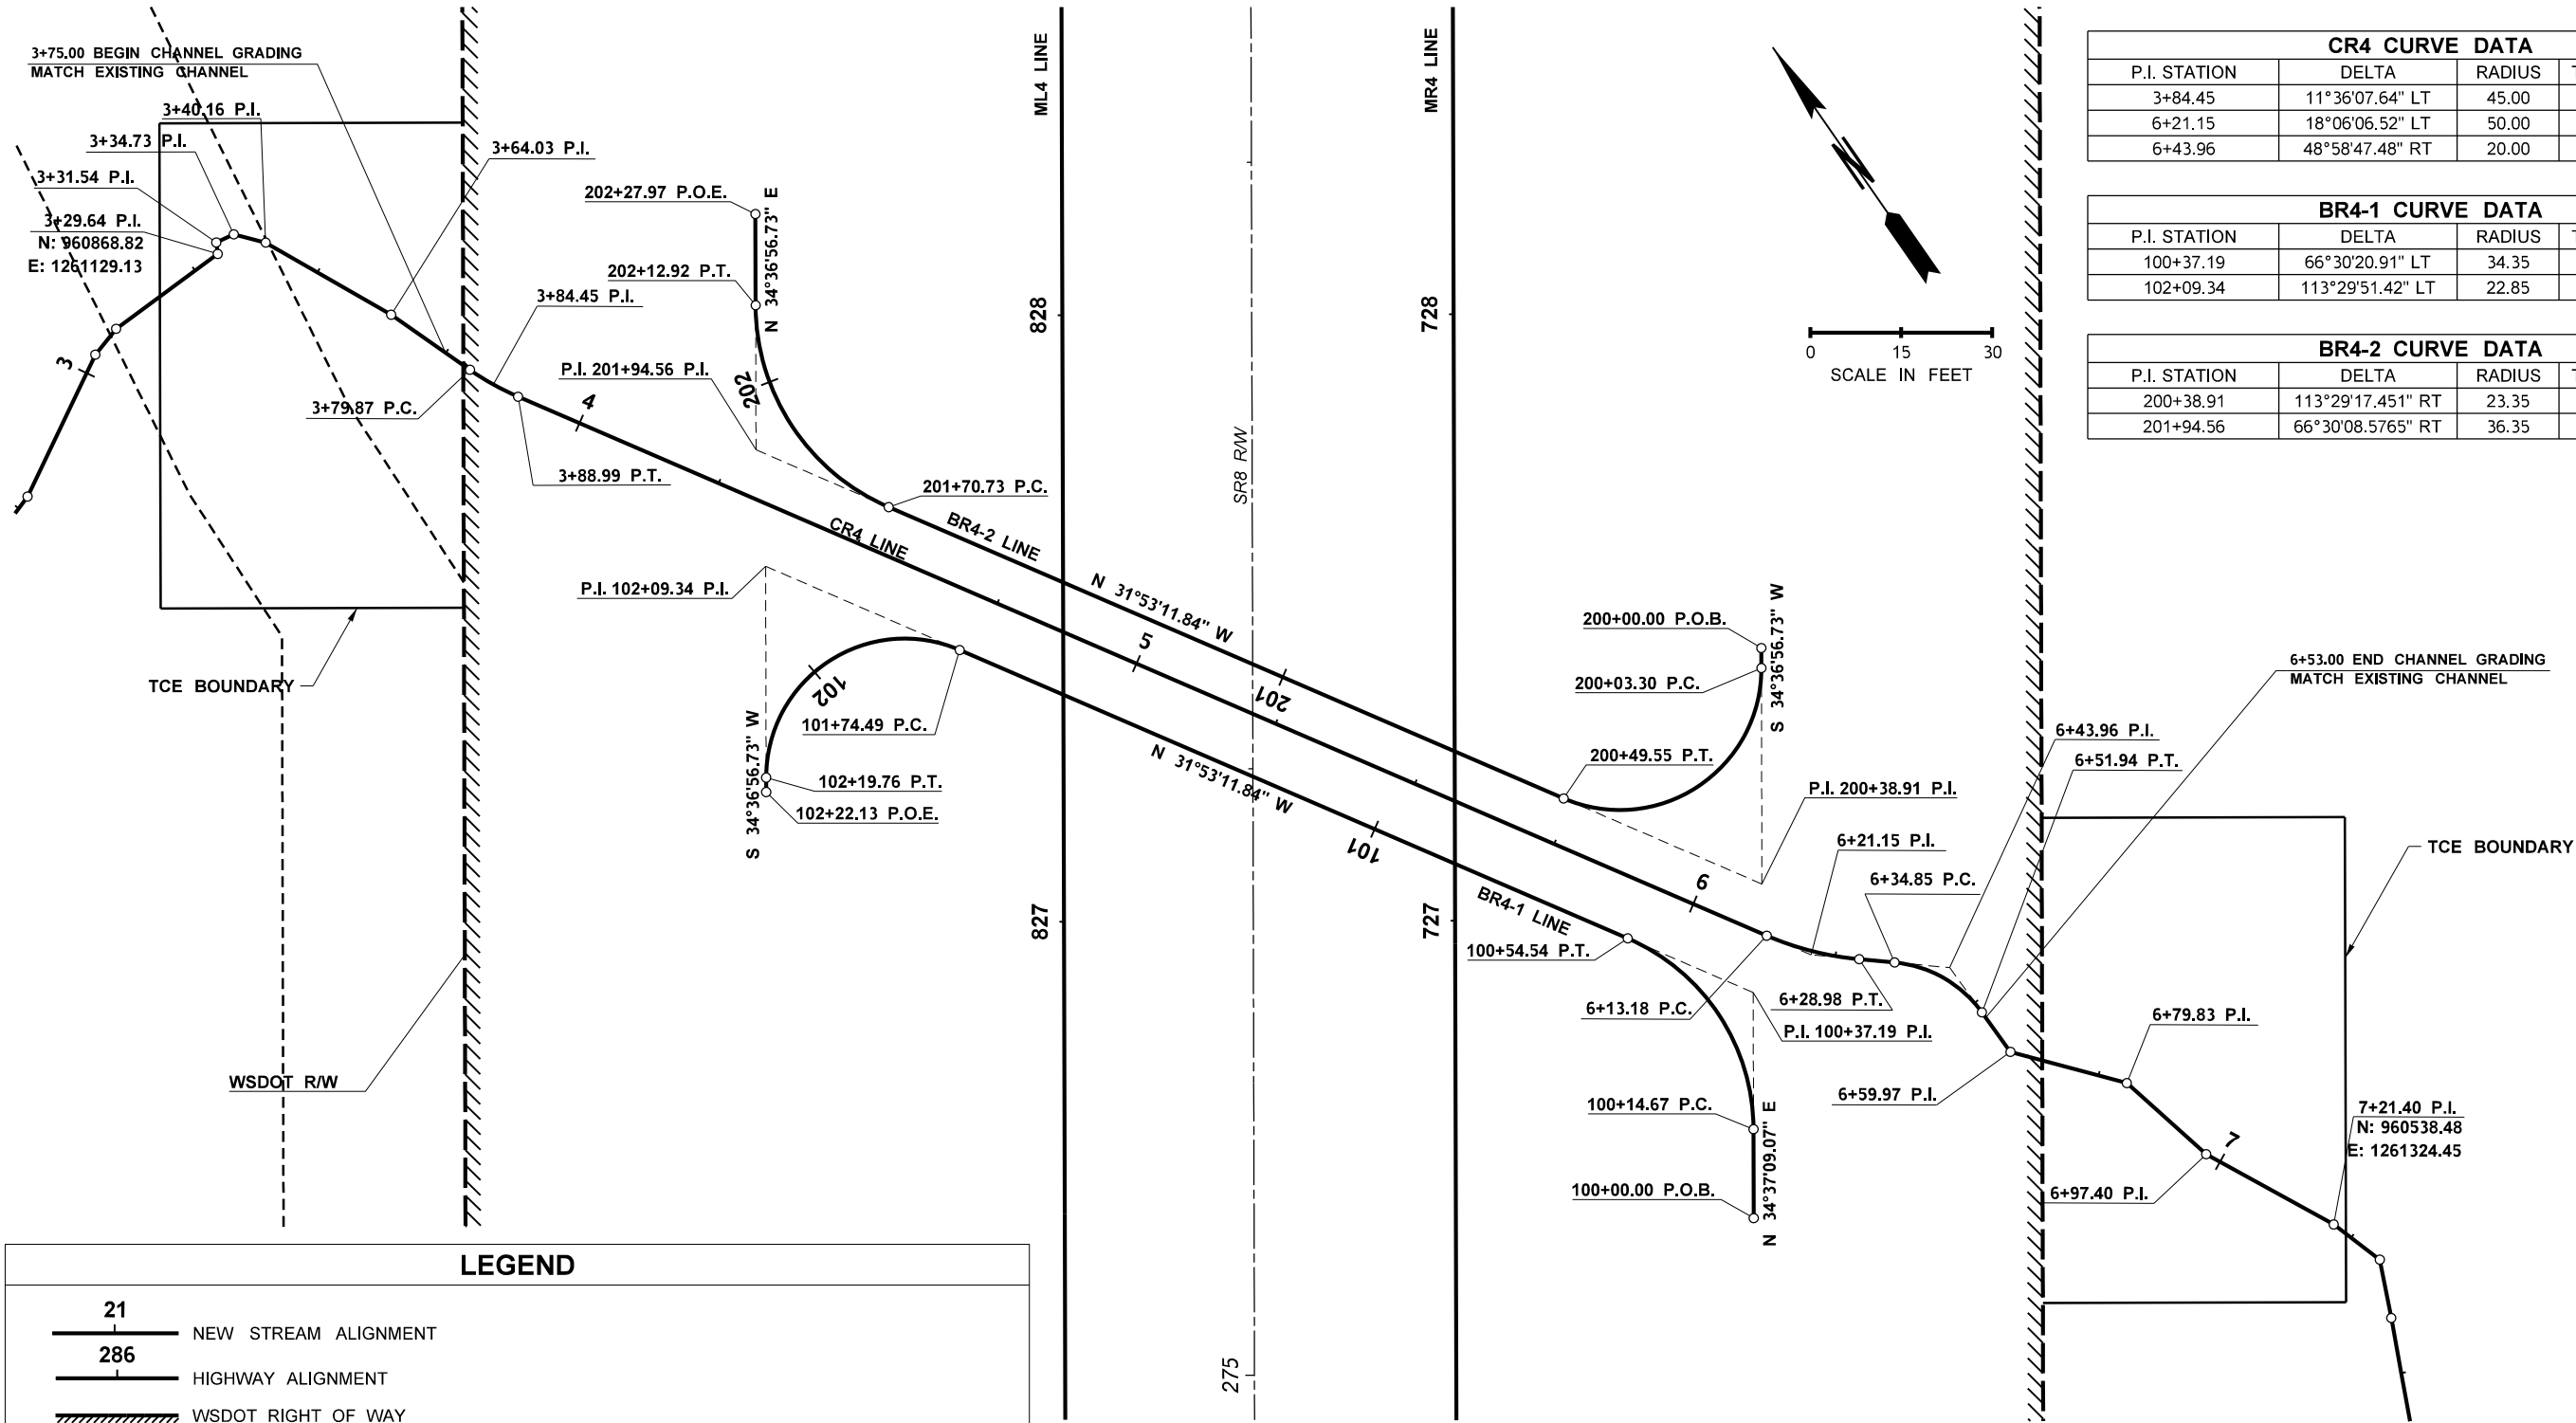 3+75.00 BEGIN CHANNEL GRADING
MATCH EXISTING CHANNEL
3+40.16 P.I.
3+34.73 P.I.
3+31.54 P.I.
3+29.64 P.I.
N: 960868.82
E: 1261129.13
3
3+64.03 P.I.
3+84.45 P.I.
3+79.87 P.C.
4
3+88.99 P.T.
202+27.97 P.O.E.
202+12.92 P.T.
N 34°36'56.73" E
P.I. 201+94.56 P.I.
202
201+70.73 P.C.
BR4-2 LINE
CR4 LINE
N 31°53'11.84" W
P.I. 102+09.34 P.I.
102
101+74.49 P.C.
S 34°36'56.73" W
102+19.76 P.T.
102+22.13 P.O.E.
TCE BOUNDARY
WSDOT R/W
ML4 LINE
828
827
SR8 R/W
275
MR4 LINE
728
727
5
201
N 31°53'11.84" W
101
BR4-1 LINE
200+00.00 P.O.B.
200+03.30 P.C.
S 34°36'56.73" W
200+49.55 P.T.
P.I. 200+38.91 P.I.
6
6+21.15 P.I.
6+34.85 P.C.
100+54.54 P.T.
6+13.18 P.C.
6+28.98 P.T.
P.I. 100+37.19 P.I.
100+14.67 P.C.
100+00.00 P.O.B.
N 34°37'09.07" E
6+53.00 END CHANNEL GRADING
MATCH EXISTING CHANNEL
6+43.96 P.I.
6+51.94 P.T.
6+59.97 P.I.
6+79.83 P.I.
7
6+97.40 P.I.
7+21.40 P.I.
N: 960538.48
E: 1261324.45
TCE BOUNDARY
N
0 15 30
SCALE IN FEET
CR4 CURVE DATA
P.I. STATION DELTA RADIUS T
3+84.45 11°36'07.64" LT 45.00
6+21.15 18°06'06.52" LT 50.00
6+43.96 48°58'47.48" RT 20.00
BR4-1 CURVE DATA
P.I. STATION DELTA RADIUS T
100+37.19 66°30'20.91" LT 34.35
102+09.34 113°29'51.42" LT 22.85
BR4-2 CURVE DATA
P.I. STATION DELTA RADIUS T
200+38.91 113°29'17.451" RT 23.35
201+94.56 66°30'08.5765" RT 36.35
LEGEND
21
NEW STREAM ALIGNMENT
286
HIGHWAY ALIGNMENT
WSDOT RIGHT OF WAY